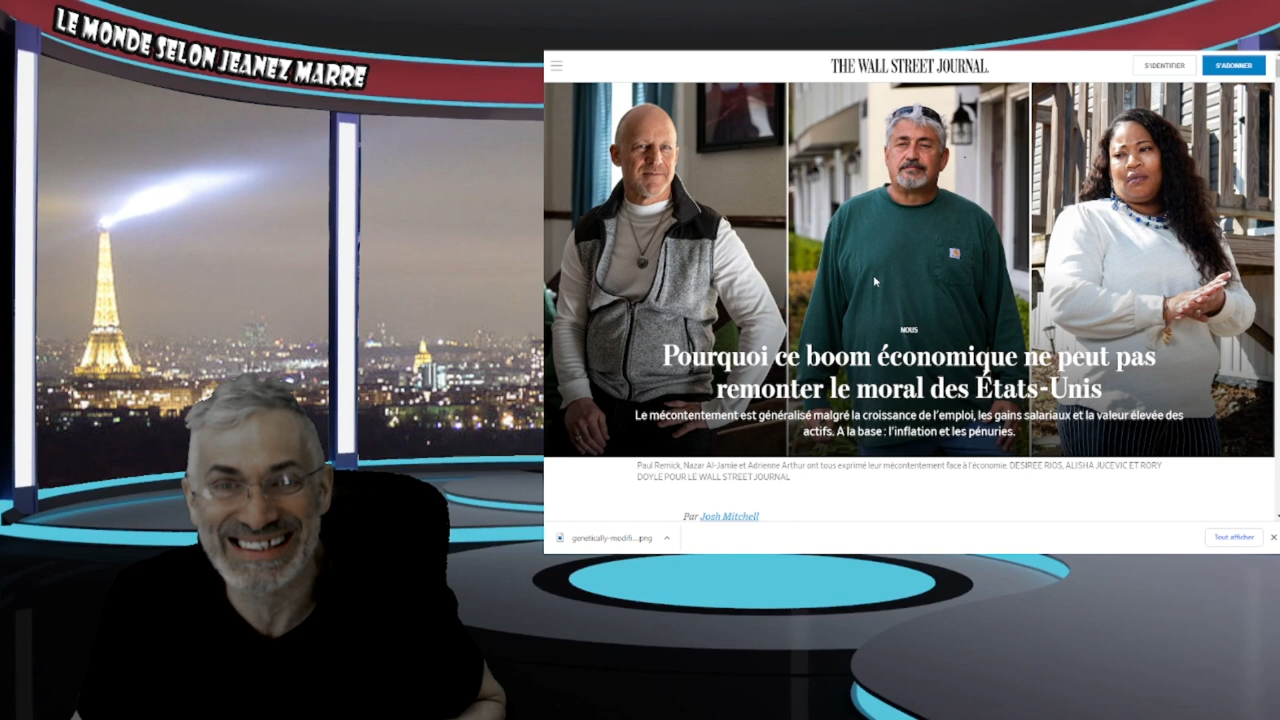 LE MONDE SELON JEANEZ MARRE
THE WALL STREET JOURNAL.
S'IDENTIFIER
S'ABONNER
NOUS
Pourquoi ce boom économique ne peut pas
remonter le moral des États-Unis
Le mécontentement est généralisé malgré la croissance de l'emploi, les gains salariaux et la valeur élevée des
actifs. A la base : l'inflation et les pénuries.
Paul Remick, Nazar Al-Jamie et Adrienne Arthur ont tous exprimé leur mécontentement face à l'économie. DESIREE RIOS, ALISHA JUCEVIC ET RORY
DOYLE POUR LE WALL STREET JOURNAL
Par Josh Mitchell
genetically-modifi....png
Tout afficher